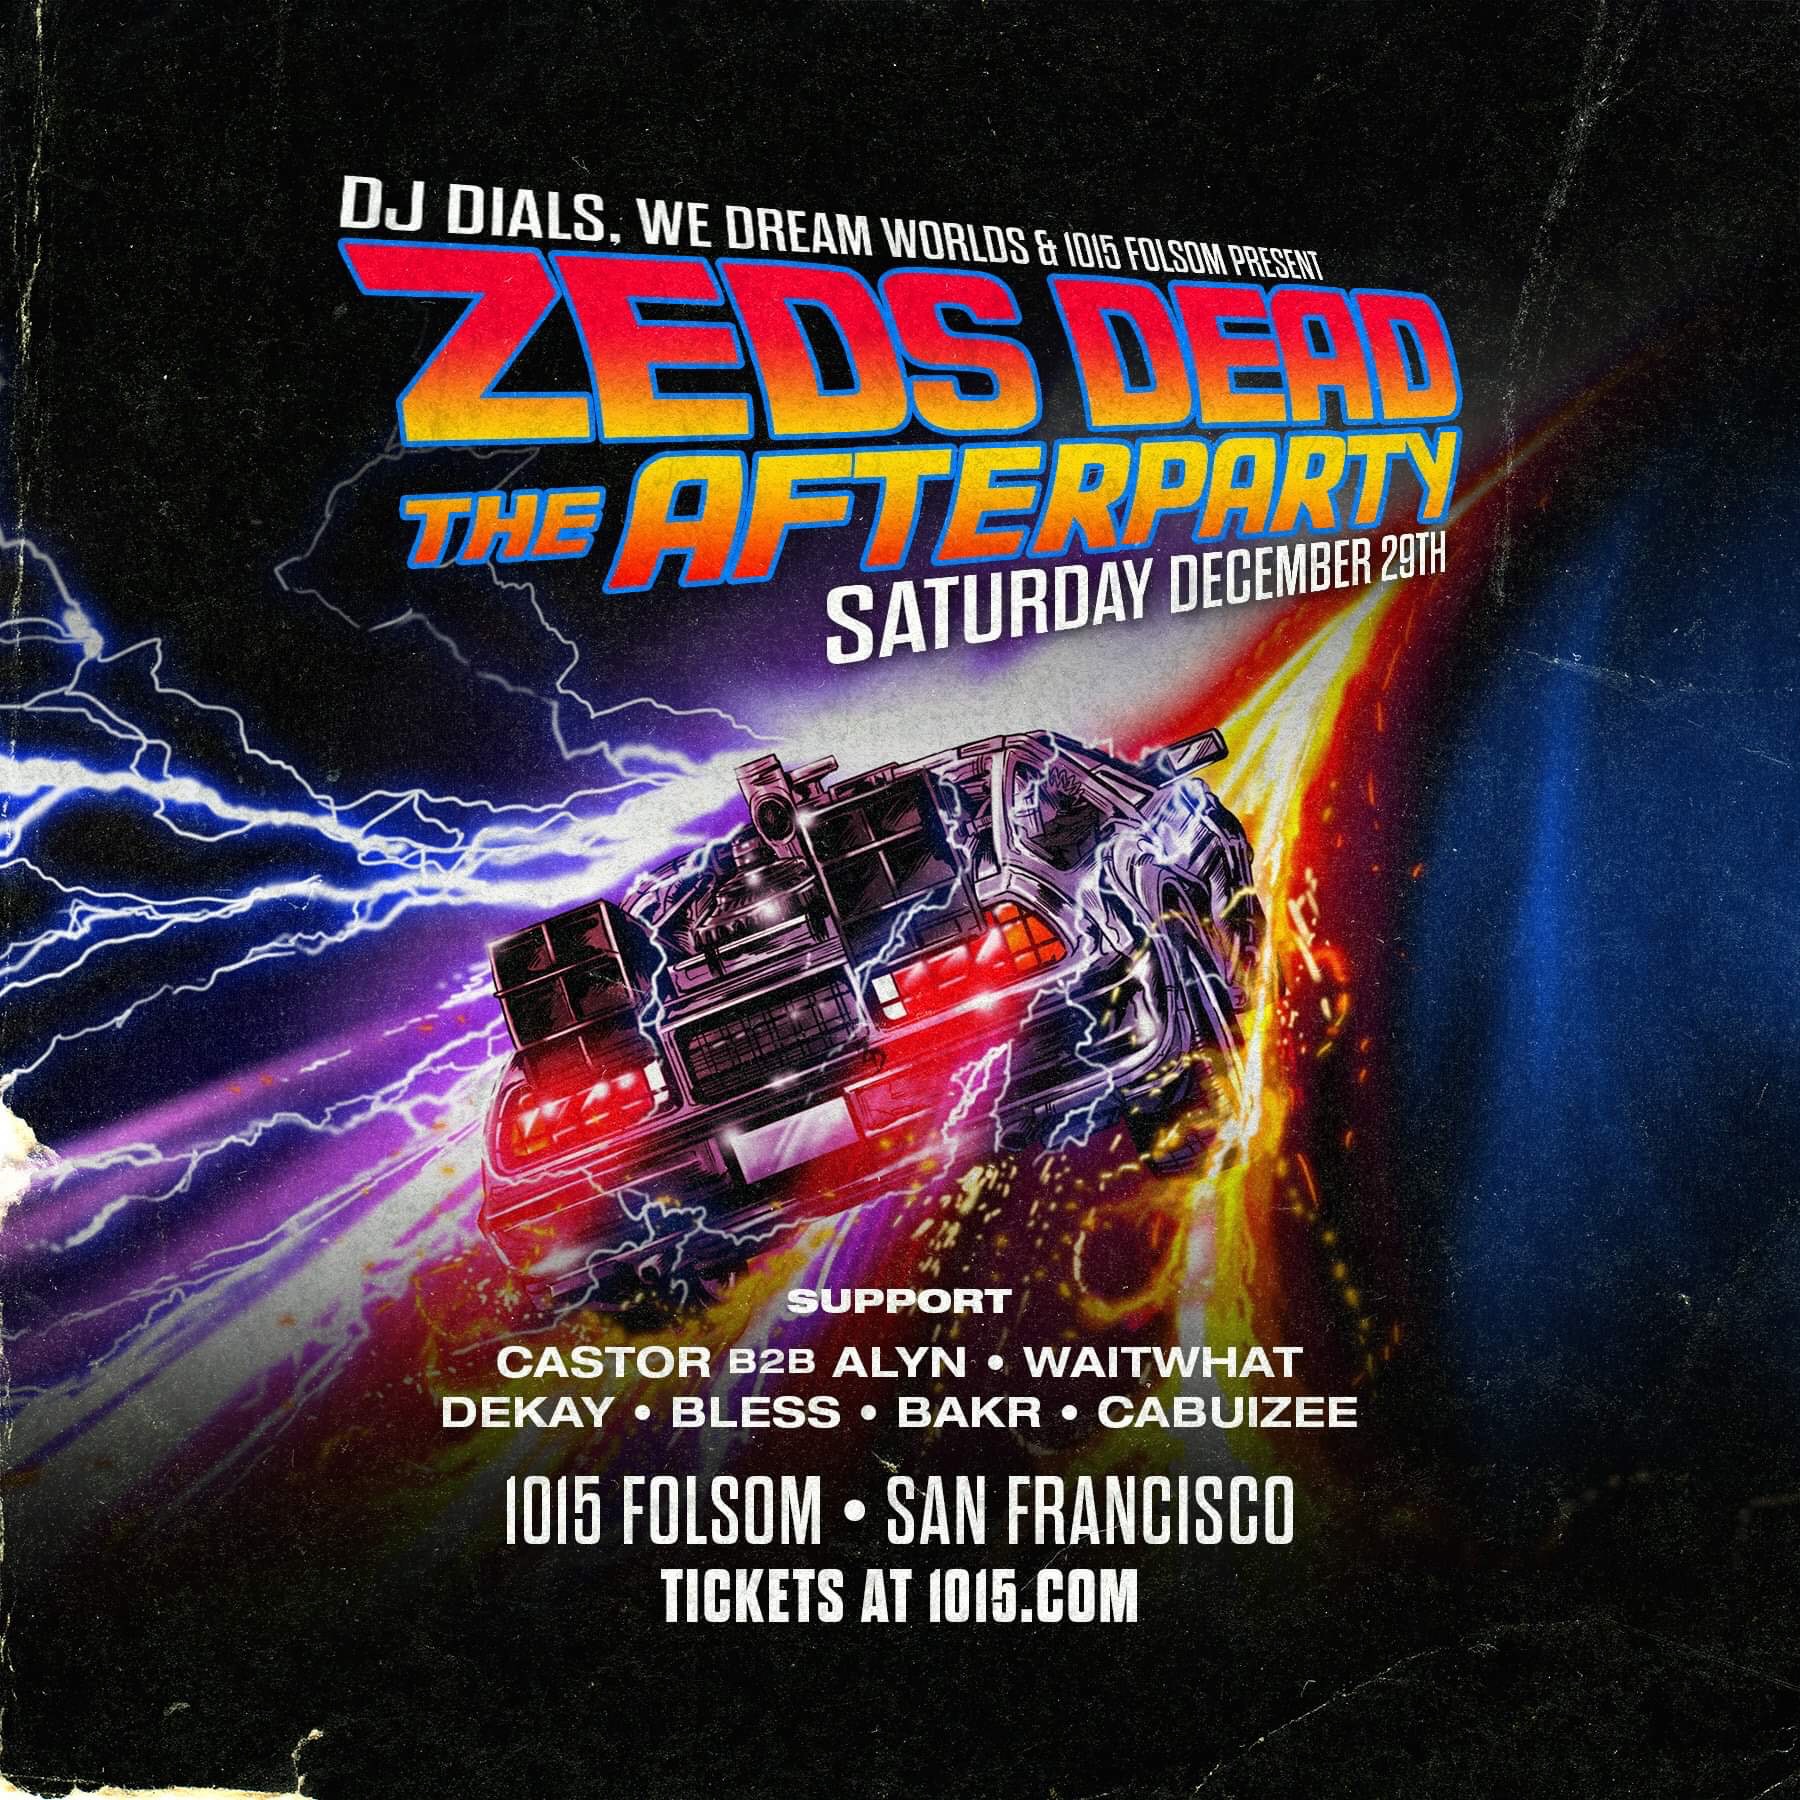 DJ DIALS, WE DREAM WORLDS & 1015 FOLSOM PRESENT
ZEDS DEAD
THE AFTERPARTY
SATURDAY DECEMBER 29TH
SUPPORT
CASTOR B2B ALYN • WAITWHAT
DEKAY • BLESS • BAKR • CABUIZEE
1015 FOLSOM • SAN FRANCISCO
TICKETS AT 1015.COM